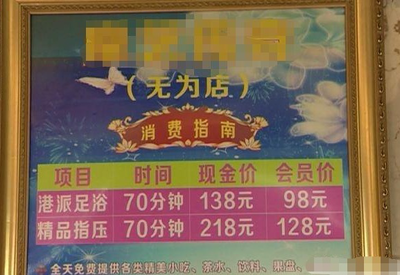 （无为店）
消费指南
项目 时间 现金价 会员价
港派足浴 70分钟 138元 98元
精品指压 70分钟 218元 128元
全天免费提供各类精美小吃、茶水、饮料、果盘、